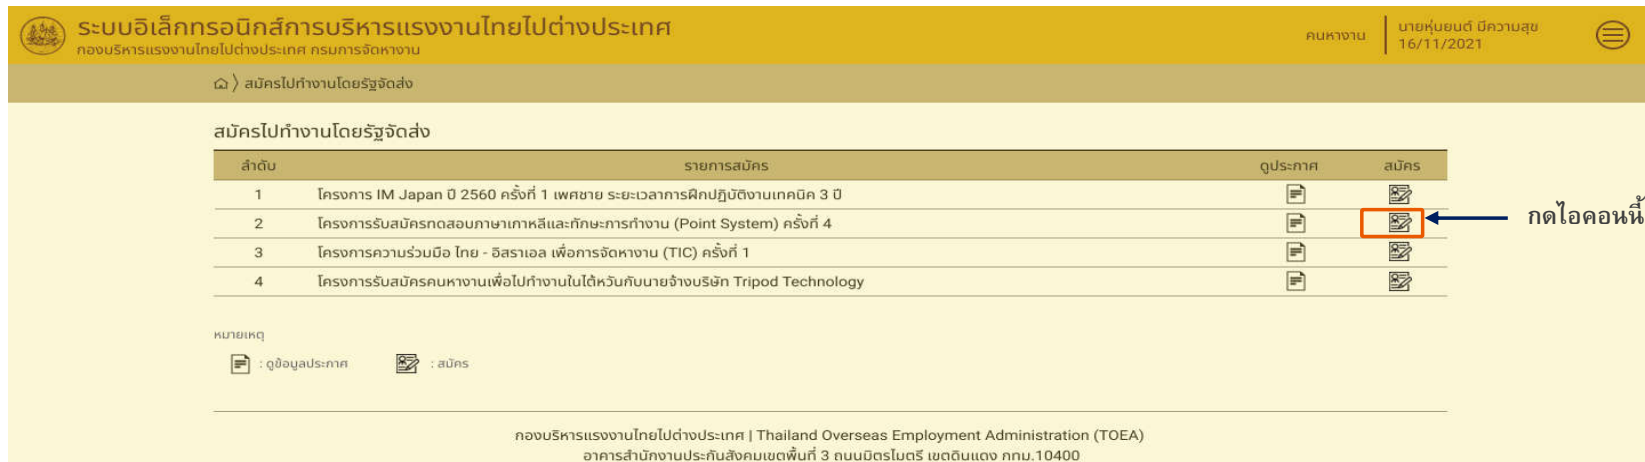 ระบบอิเล็กทรอนิกส์การบริหารแรงงานไทยไปต่างประเทศ
กองบริหารแรงงานไทยไปต่างประเทศ กรมการจัดหางาน
คนหางาน
นายหุ่นยนต์ มีความสุข
16/11/2021
สมัครไปทำงานโดยรัฐจัดส่ง
สมัครไปทำงานโดยรัฐจัดส่ง
ลำดับ รายการสมัคร ดูประกาศ สมัคร
1 โครงการ IM Japan ปี 2560 ครั้งที่ 1 เพศชาย ระยะเวลาการฝึกปฏิบัติงานเทคนิค 3 ปี
2 โครงการรับสมัครทดสอบภาษาเกาหลีและทักษะการทำงาน (Point System) ครั้งที่ 4
กดไอคอนนี้
3 โครงการความร่วมมือ ไทย - อิสราเอล เพื่อการจัดหางาน (TIC) ครั้งที่ 1
4 โครงการรับสมัครคนหางานเพื่อไปทำงานในไต้หวันกับนายจ้างบริษัท Tripod Technology
หมายเหตุ
: ดูข้อมูลประกาศ : สมัคร
กองบริหารแรงงานไทยไปต่างประเทศ | Thailand Overseas Employment Administration (TOEA)
อาคารสำนักงานประกันสังคมเขตพื้นที่ 3 ถนนมิตรไมตรี เขตดินแดง กทม.10400